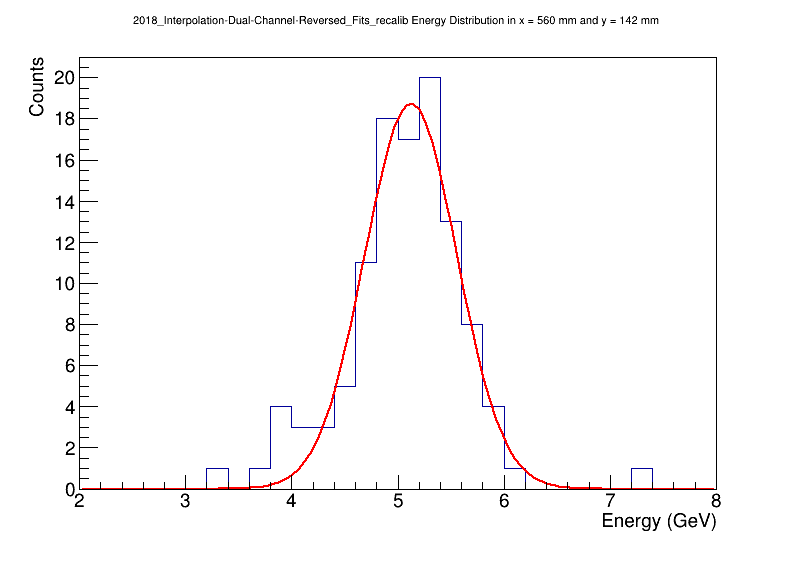 2018_Interpolation-Dual-Channel-Reversed_Fits_recalib Energy Distribution in x = 560 mm and y = 142 mm
Counts
20
18
16
14
12
10
8
6
4
2
0
2 3 4 5 6 7 8
Energy (GeV)